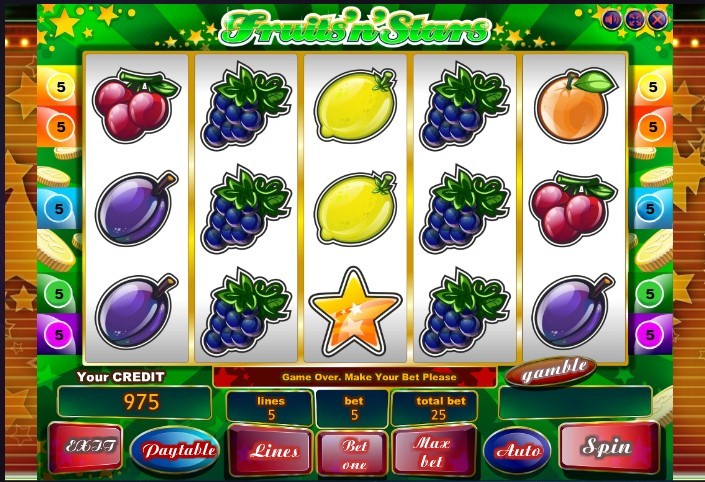 Fruits'n'Stars
5 5
5 5
5 5
5 5
5 5
Your CREDIT
Game Over. Make Your Bet Please
gamble
975
lines bet total bet
5 5 25
EXIT Paytable Lines Bet one Max bet Auto Spin